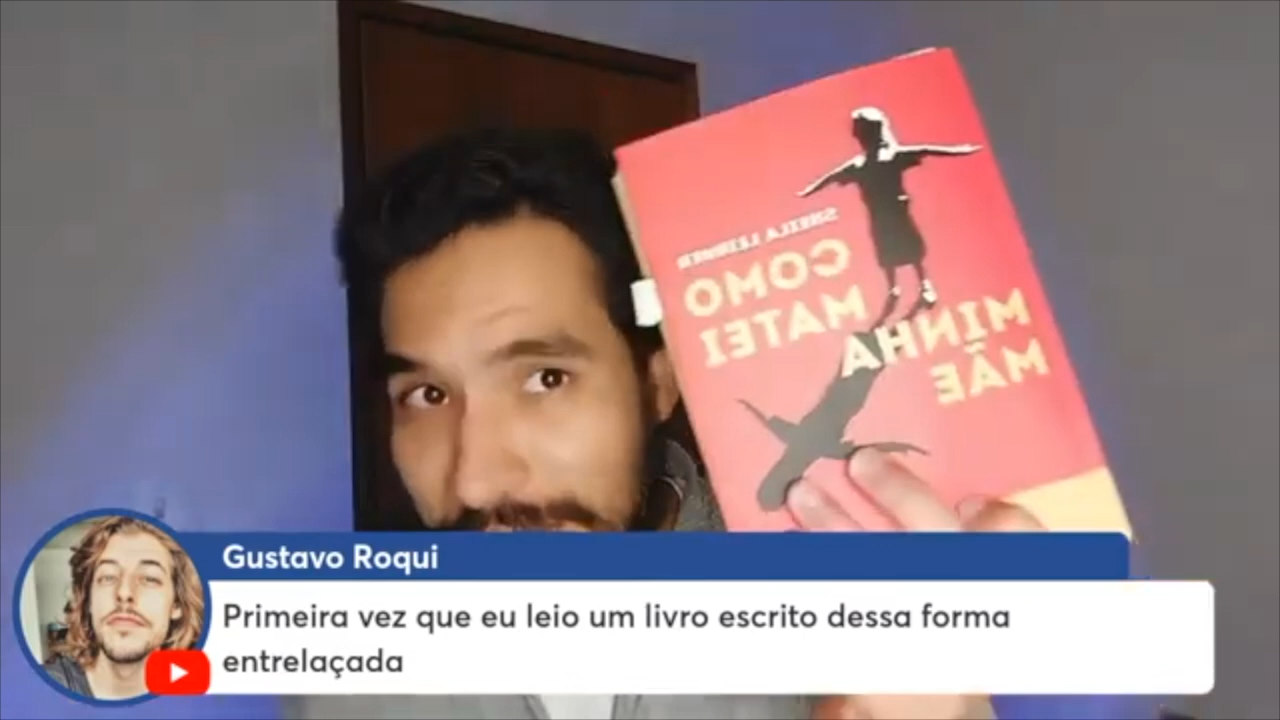 SHEILA LEIRNER
COMO
MATEI
MINHA
MÃE
Gustavo Roqui
Primeira vez que eu leio um livro escrito dessa forma
entrelaçada